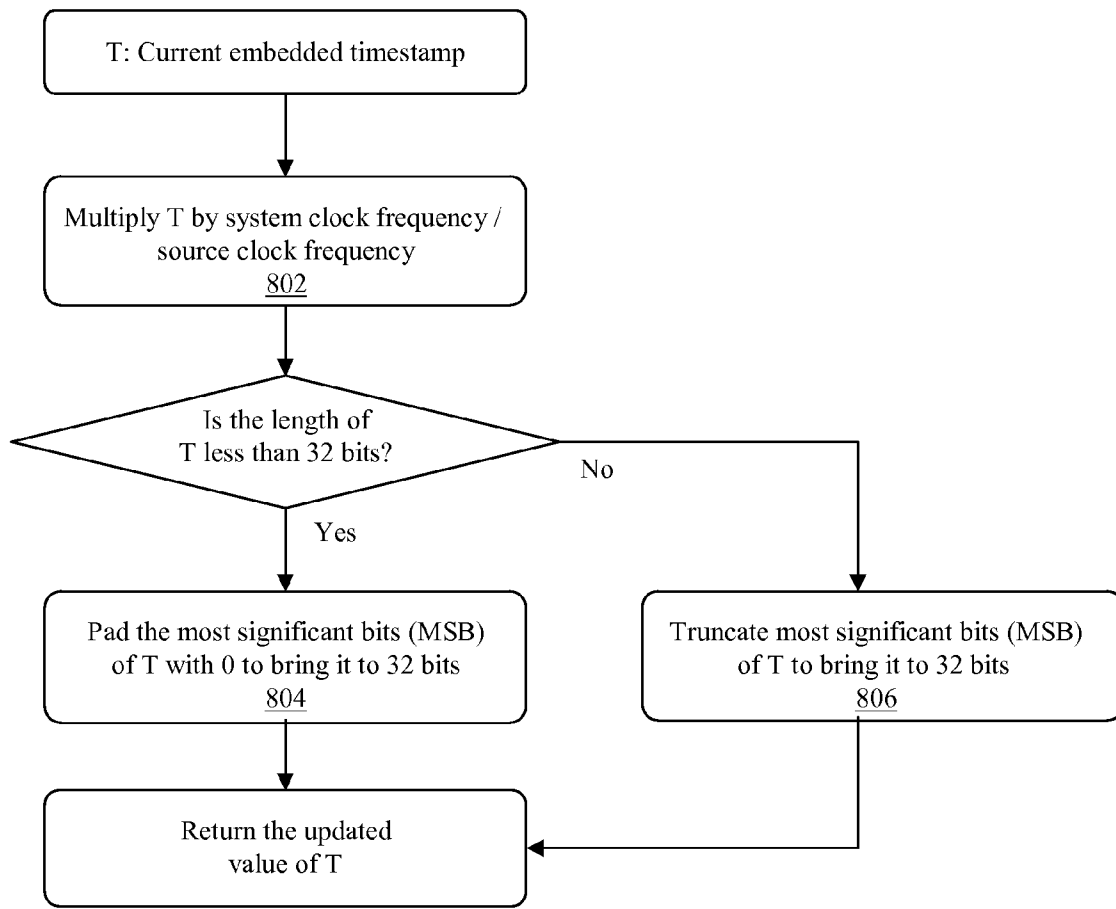 T: Current embedded timestamp
Multiply T by system clock frequency /
source clock frequency
802
Is the length of
T less than 32 bits?
No
Yes
Pad the most significant bits (MSB)
of T with 0 to bring it to 32 bits
804
Truncate most significant bits (MSB)
of T to bring it to 32 bits
806
Return the updated
value of T